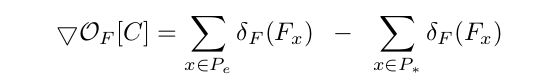 ▽𝒪_F[C] = ∑_{x∈P_e} δ_F(F_x) − ∑_{x∈P_*} δ_F(F_x)